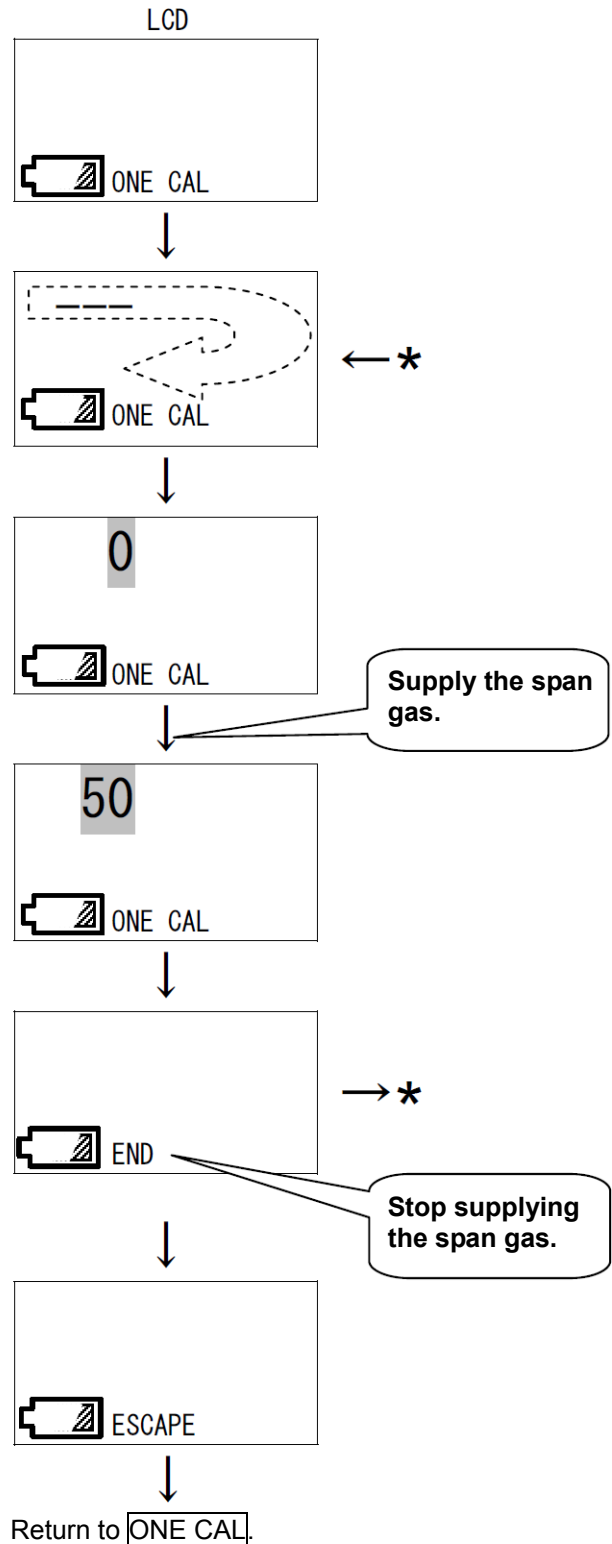 LCD
ONE CAL
↓
---
ONE CAL
←*
↓
0
ONE CAL
Supply the span
gas.
↓
50
ONE CAL
↓
→*
END
Stop supplying
the span gas.
↓
ESCAPE
↓
Return to ONE CAL.